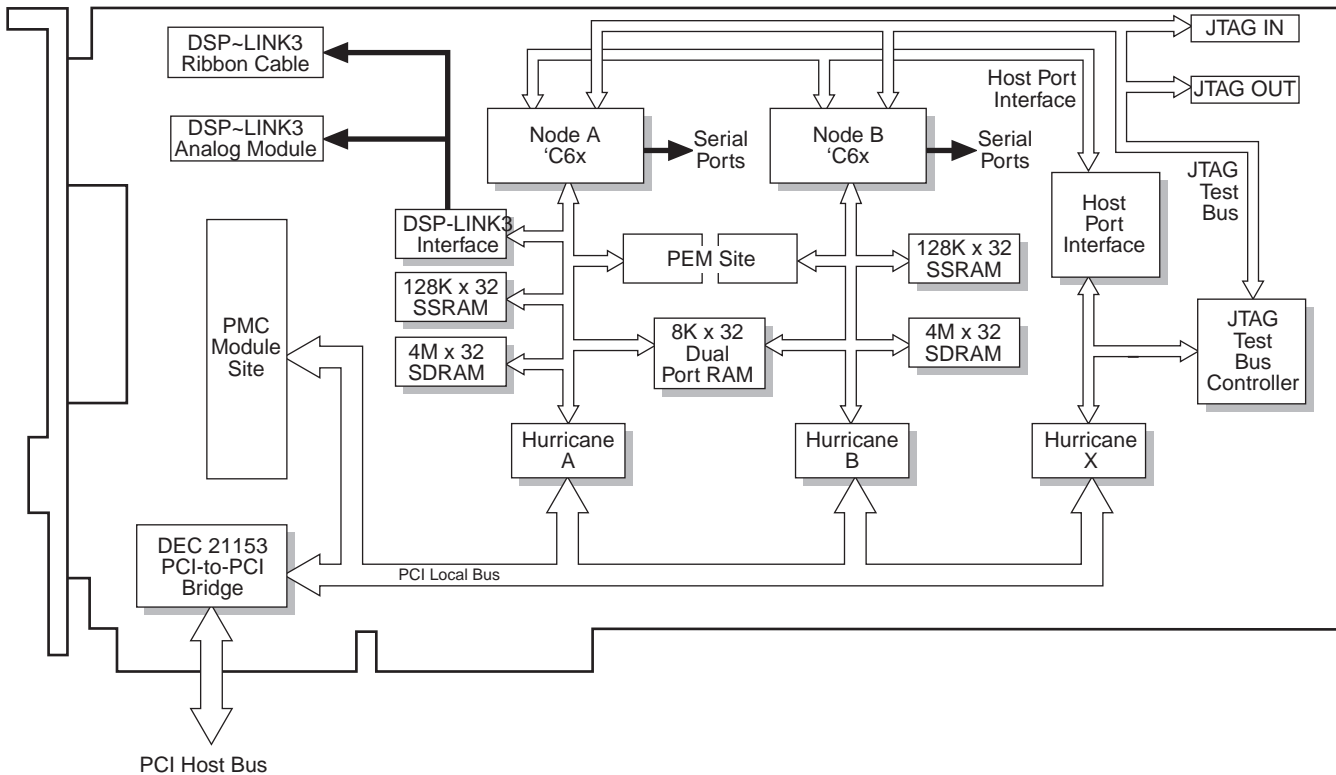 DSP~LINK3
Ribbon Cable
JTAG IN
Host Port
Interface
JTAG OUT
DSP~LINK3
Analog Module
Node A
'C6x
Serial
Ports
Node B
'C6x
Serial
Ports
JTAG
Test
Bus
Host
Port
Interface
DSP-LINK3
Interface
PEM Site
128K x 32
SSRAM
128K x 32
SSRAM
PMC
Module
Site
4M x 32
SDRAM
8K x 32
Dual
Port RAM
4M x 32
SDRAM
JTAG
Test
Bus
Controller
Hurricane
A
Hurricane
B
Hurricane
X
DEC 21153
PCI-to-PCI
Bridge
PCI Local Bus
PCI Host Bus